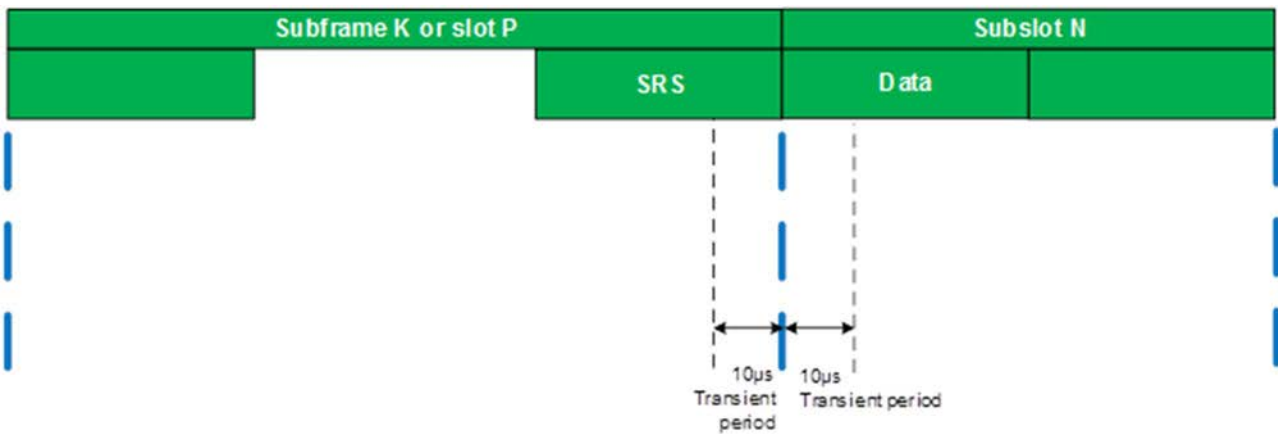 Subframe K or slot P
Subslot N
SRS
Data
10µs
Transient
period
10µs
Transient period